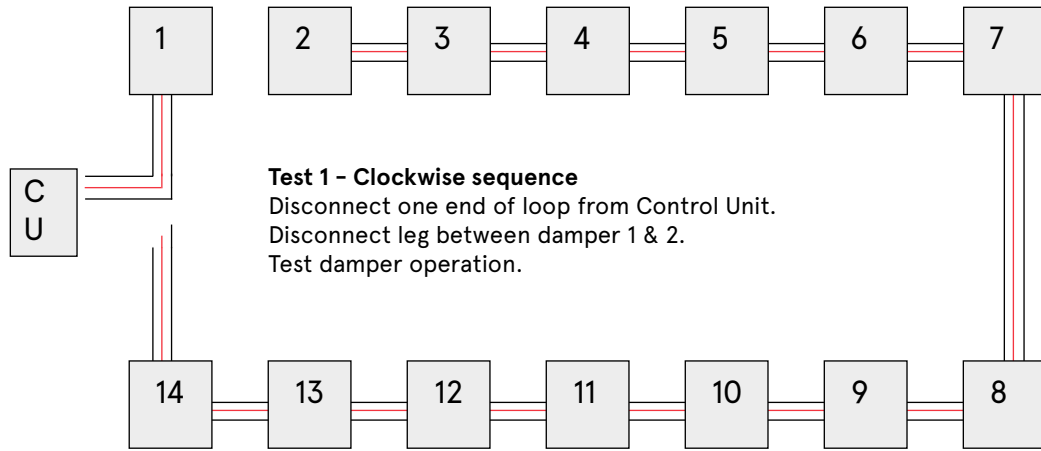 1
2
3
4
5
6
7
C
U
Test 1 - Clockwise sequence
Disconnect one end of loop from Control Unit.
Disconnect leg between damper 1 & 2.
Test damper operation.
14
13
12
11
10
9
8